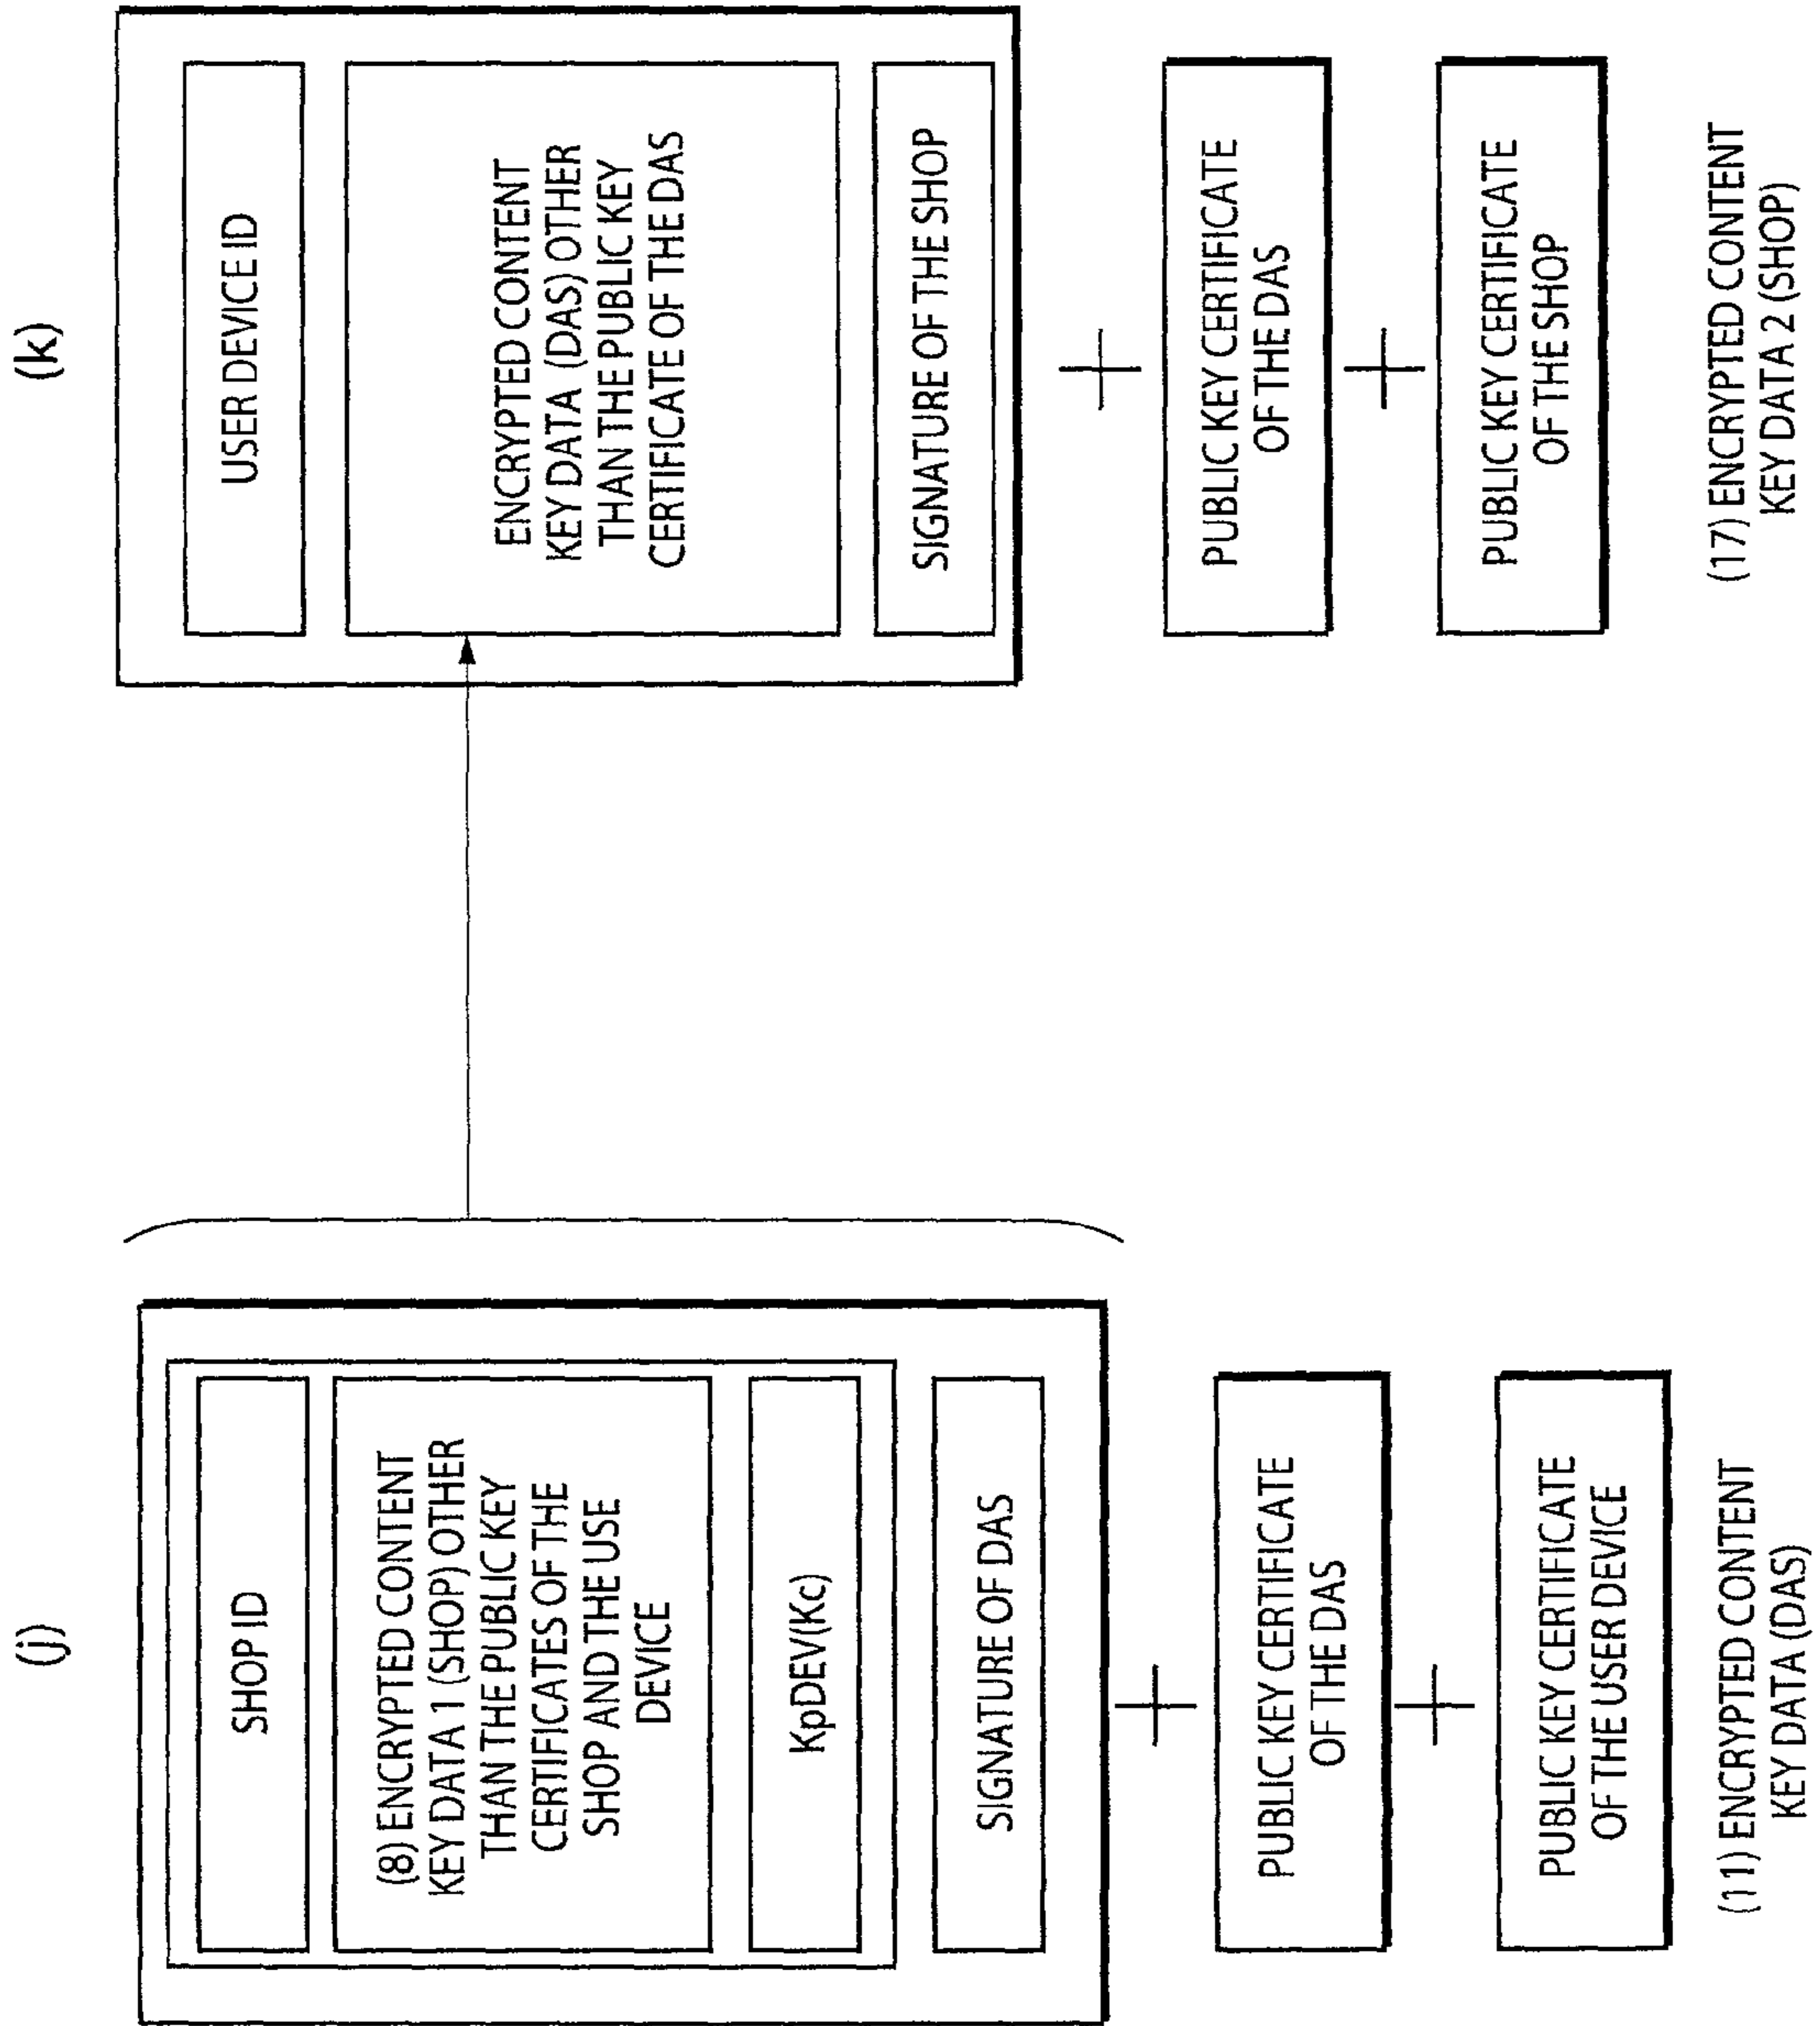 (j)
SHOP ID
(8) ENCRYPTED CONTENT
KEY DATA 1 (SHOP) OTHER
THAN THE PUBLIC KEY
CERTIFICATES OF THE
SHOP AND THE USE
DEVICE
KpDEV(Kc)
SIGNATURE OF DAS
PUBLIC KEY CERTIFICATE
OF THE DAS
PUBLIC KEY CERTIFICATE
OF THE USER DEVICE
(11) ENCRYPTED CONTENT
KEY DATA (DAS)
(k)
USER DEVICE ID
ENCRYPTED CONTENT
KEY DATA (DAS) OTHER
THAN THE PUBLIC KEY
CERTIFICATE OF THE DAS
SIGNATURE OF THE SHOP
PUBLIC KEY CERTIFICATE
OF THE DAS
PUBLIC KEY CERTIFICATE
OF THE SHOP
(17) ENCRYPTED CONTENT
KEY DATA 2 (SHOP)